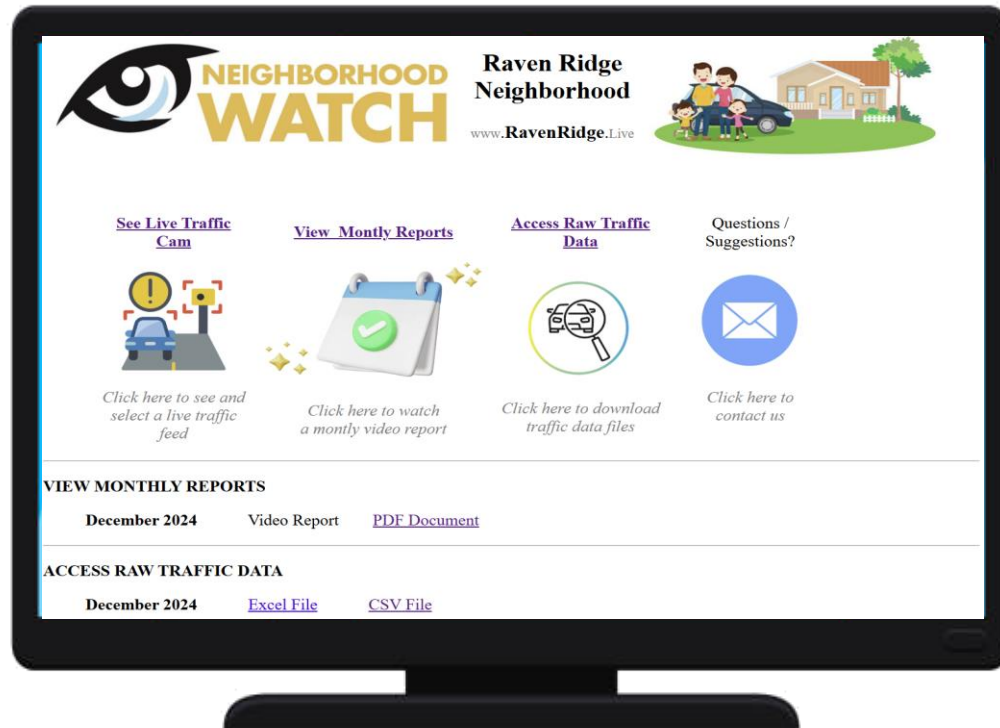 NEIGHBORHOOD
WATCH
Raven Ridge
Neighborhood
www.RavenRidge.Live
See Live Traffic
Cam
View Montly Reports
Access Raw Traffic
Data
Questions /
Suggestions?
Click here to see and
select a live traffic
feed
Click here to watch
a montly video report
Click here to download
traffic data files
Click here to
contact us
VIEW MONTHLY REPORTS
December 2024 Video Report PDF Document
ACCESS RAW TRAFFIC DATA
December 2024 Excel File CSV File